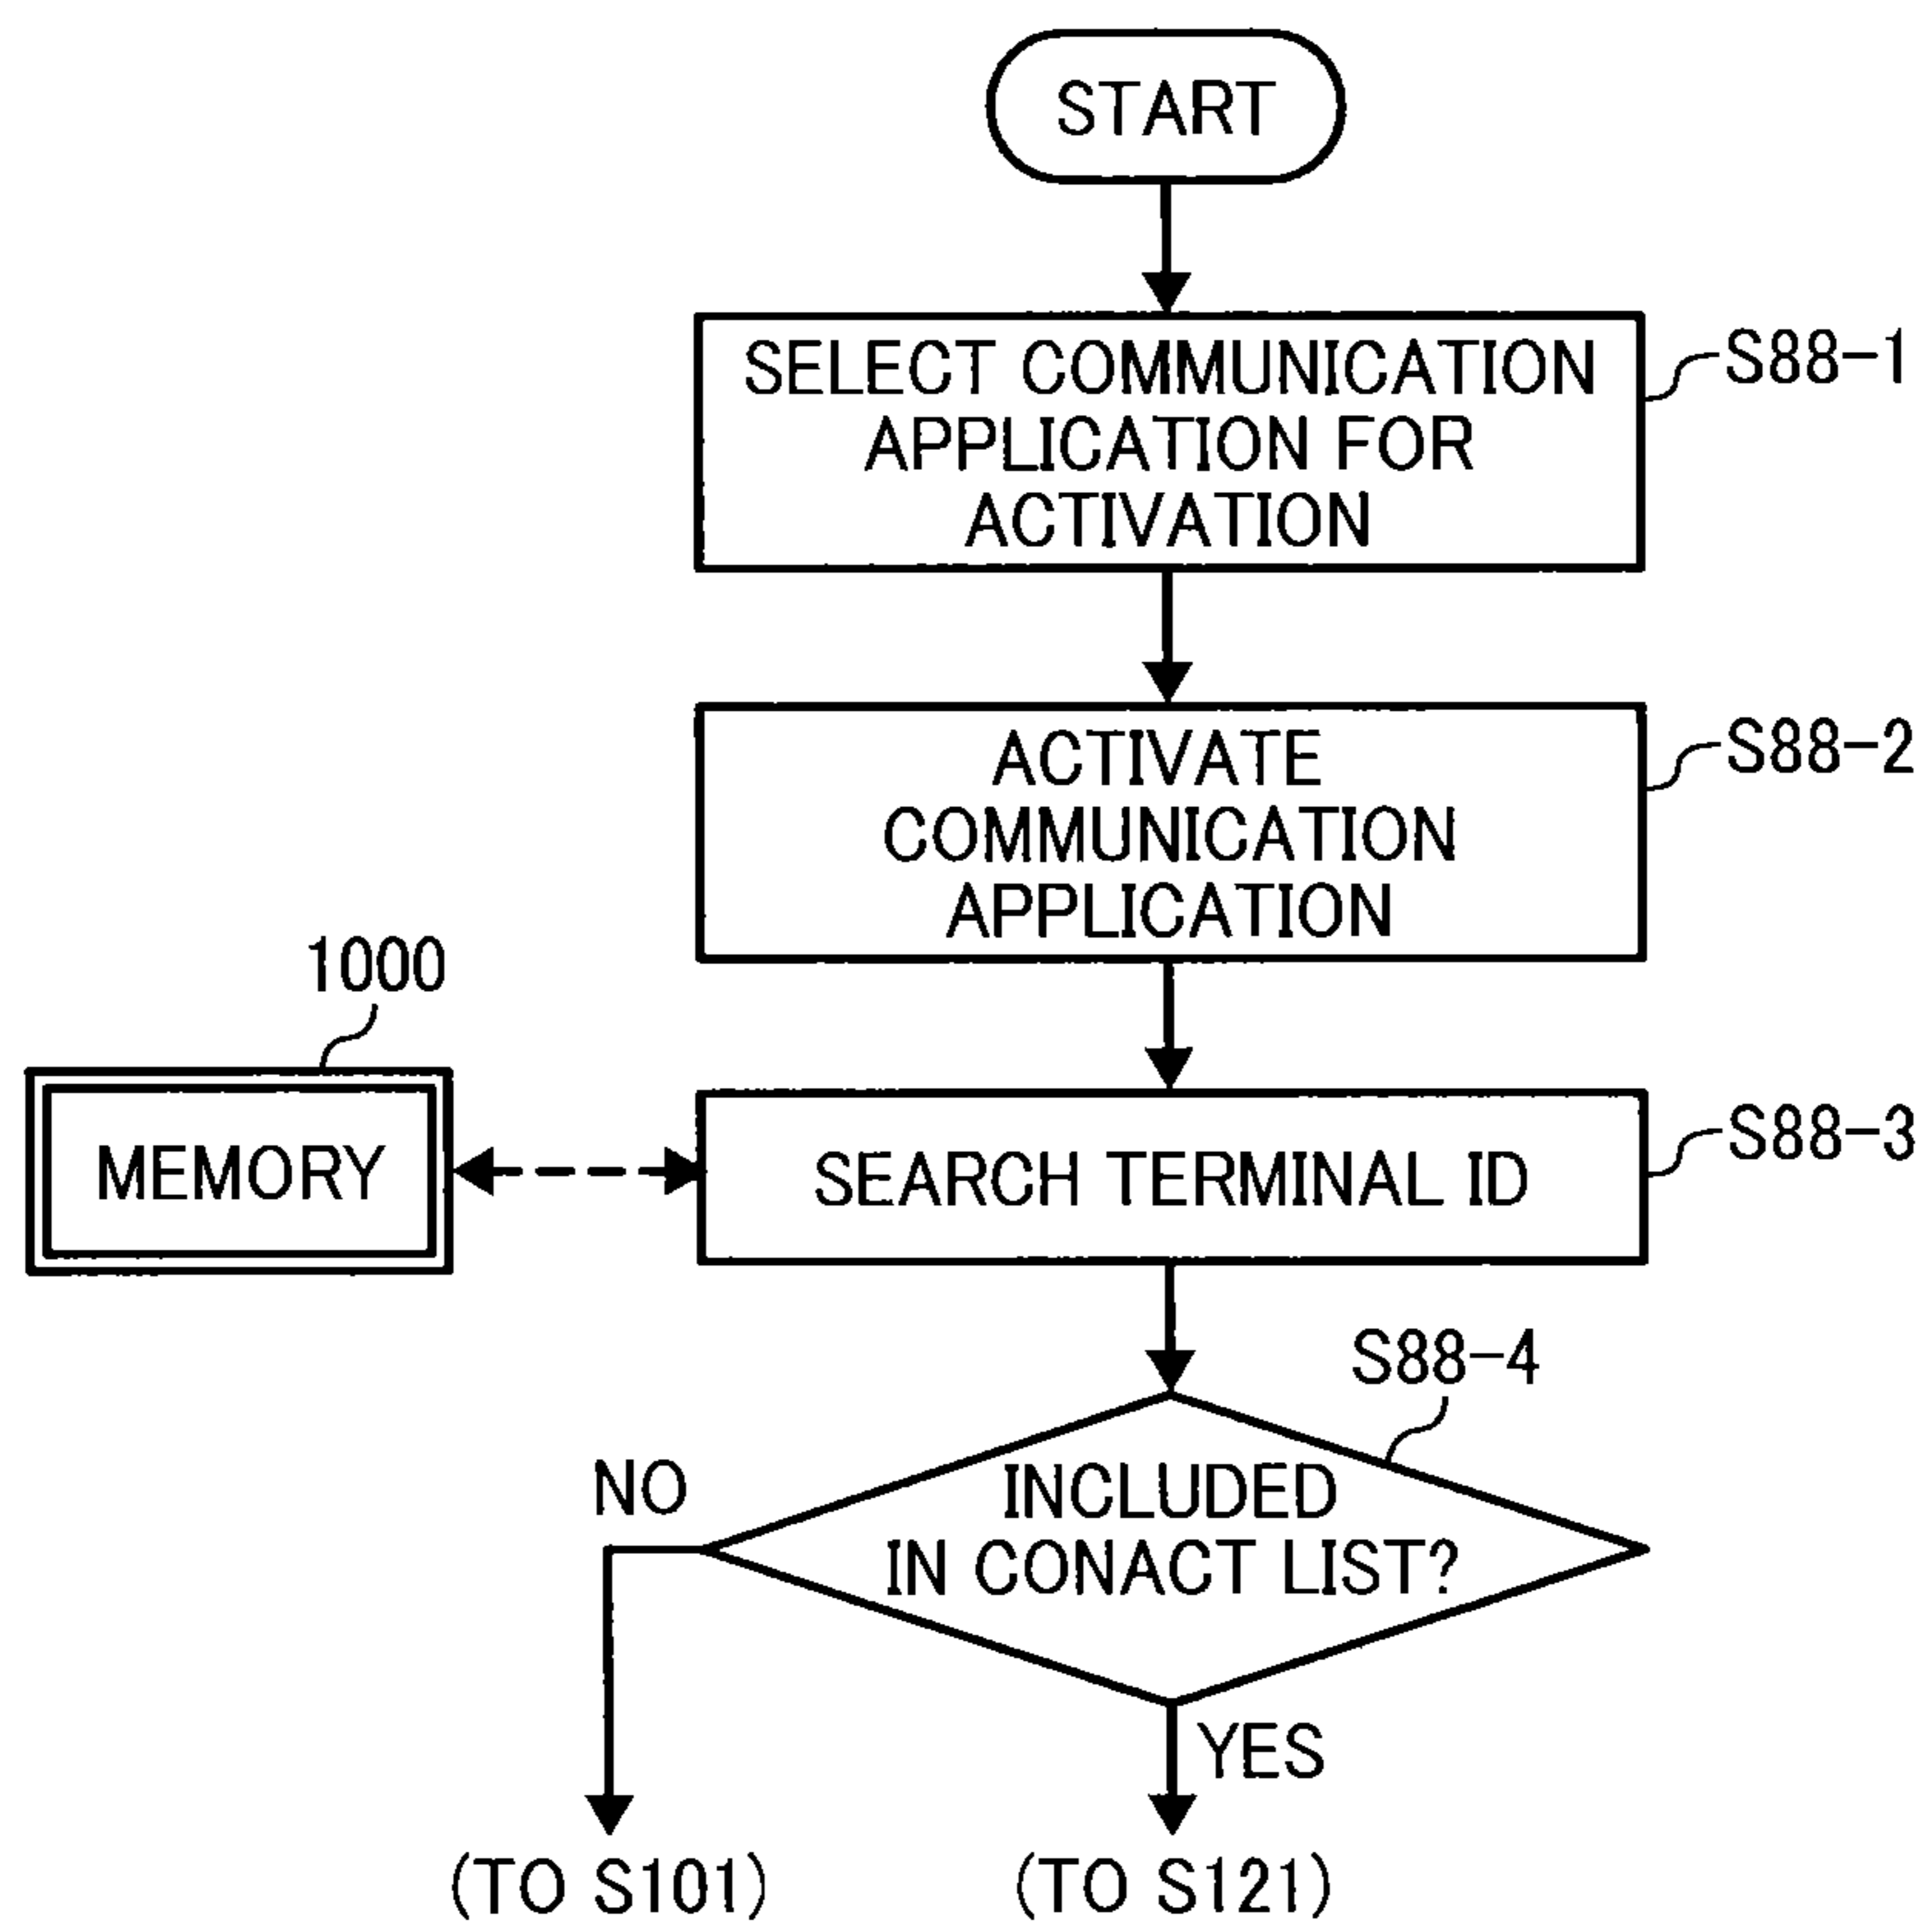 START
SELECT COMMUNICATION
APPLICATION FOR
ACTIVATION
S88-1
ACTIVATE
COMMUNICATION
APPLICATION
S88-2
1000
MEMORY
SEARCH TERMINAL ID
S88-3
S88-4
INCLUDED
IN CONACT LIST?
NO
YES
(TO S101)
(TO S121)